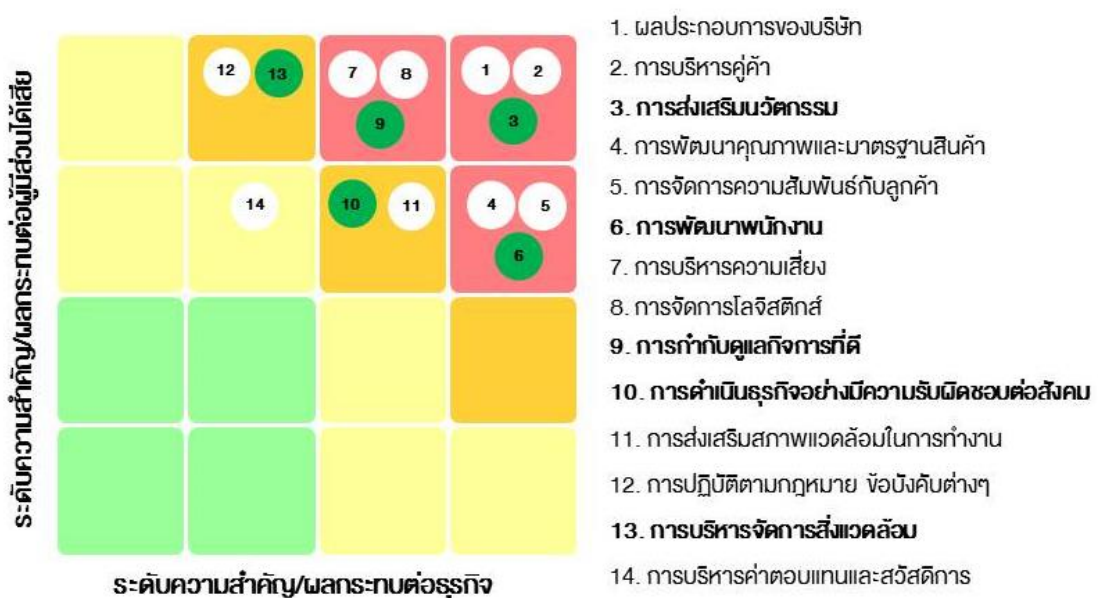 ระดับความสำคัญ/ผลกระทบต่อผู้มีส่วนได้เสีย
12 13 7 8 1 2
9 3
14 10 11 4 5
6
ระดับความสำคัญ/ผลกระทบต่อธุรกิจ
1. ผลประกอบการของบริษัท
2. การบริหารคู่ค้า
3. การส่งเสริมนวัตกรรม
4. การพัฒนาคุณภาพและมาตรฐานสินค้า
5. การจัดการความสัมพันธ์กับลูกค้า
6. การพัฒนาพนักงาน
7. การบริหารความเสี่ยง
8. การจัดการโลจิสติกส์
9. การกำกับดูแลกิจการที่ดี
10. การดำเนินธุรกิจอย่างมีความรับผิดชอบต่อสังคม
11. การส่งเสริมสภาพแวดล้อมในการทำงาน
12. การปฏิบัติตามกฎหมาย ข้อบังคับต่างๆ
13. การบริหารจัดการสิ่งแวดล้อม
14. การบริหารค่าตอบแทนและสวัสดิการ